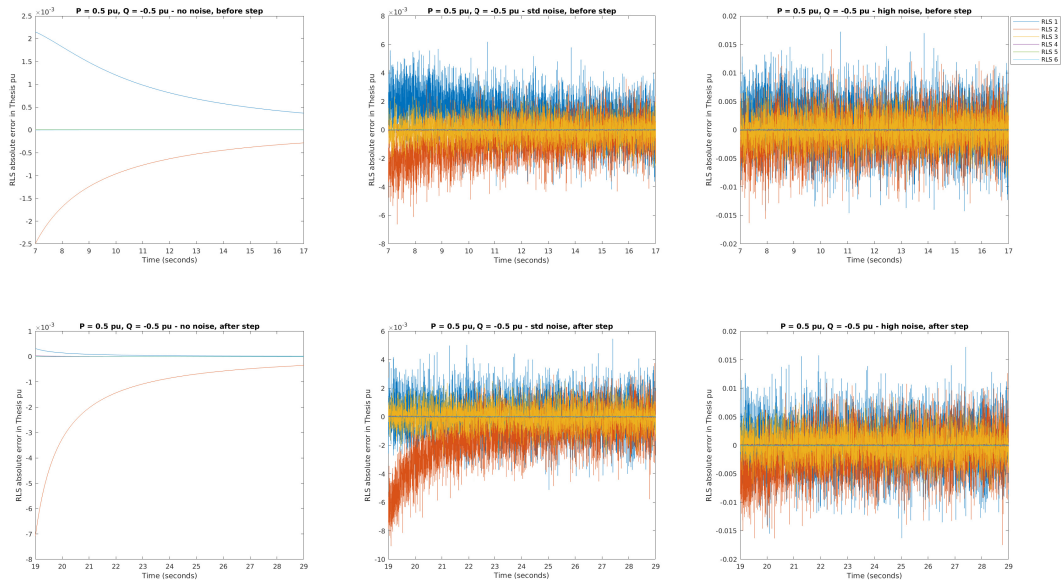 P = 0.5 pu, Q = -0.5 pu - no noise, before step
×10-3
2.5
2
1.5
1
0.5
0
-0.5
-1
-1.5
-2
-2.5
RLS absolute error in Thesis pu
7 8 9 10 11 12 13 14 15 16 17
Time (seconds)
P = 0.5 pu, Q = -0.5 pu - std noise, before step
×10-3
8
6
4
2
0
-2
-4
-6
-8
RLS absolute error in Thesis pu
7 8 9 10 11 12 13 14 15 16 17
Time (seconds)
P = 0.5 pu, Q = -0.5 pu - high noise, before step
0.02
0.015
0.01
0.005
0
-0.005
-0.01
-0.015
-0.02
RLS absolute error in Thesis pu
7 8 9 10 11 12 13 14 15 16 17
Time (seconds)
RLS 1
RLS 2
RLS 3
RLS 4
RLS 5
RLS 6
P = 0.5 pu, Q = -0.5 pu - no noise, after step
×10-3
1
0
-1
-2
-3
-4
-5
-6
-7
-8
RLS absolute error in Thesis pu
19 20 21 22 23 24 25 26 27 28 29
Time (seconds)
P = 0.5 pu, Q = -0.5 pu - std noise, after step
×10-3
6
4
2
0
-2
-4
-6
-8
-10
RLS absolute error in Thesis pu
19 20 21 22 23 24 25 26 27 28 29
Time (seconds)
P = 0.5 pu, Q = -0.5 pu - high noise, after step
0.02
0.015
0.01
0.005
0
-0.005
-0.01
-0.015
-0.02
RLS absolute error in Thesis pu
19 20 21 22 23 24 25 26 27 28 29
Time (seconds)